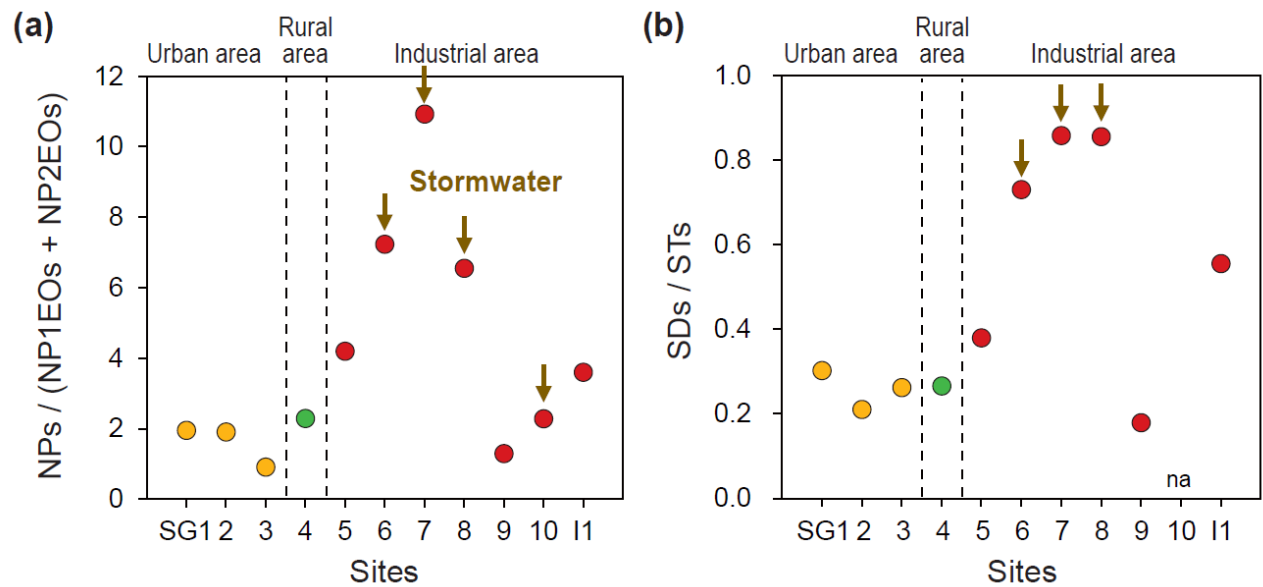 (a)
Urban area
Rural
area
Industrial area
NPs / (NP1EOs + NP2EOs)
12
10
8
6
4
2
0
Stormwater
SG1 2 3 4 5 6 7 8 9 10 I1
Sites
(b)
Urban area
Rural
area
Industrial area
SDs / STs
1.0
0.8
0.6
0.4
0.2
0.0
na
SG1 2 3 4 5 6 7 8 9 10 I1
Sites